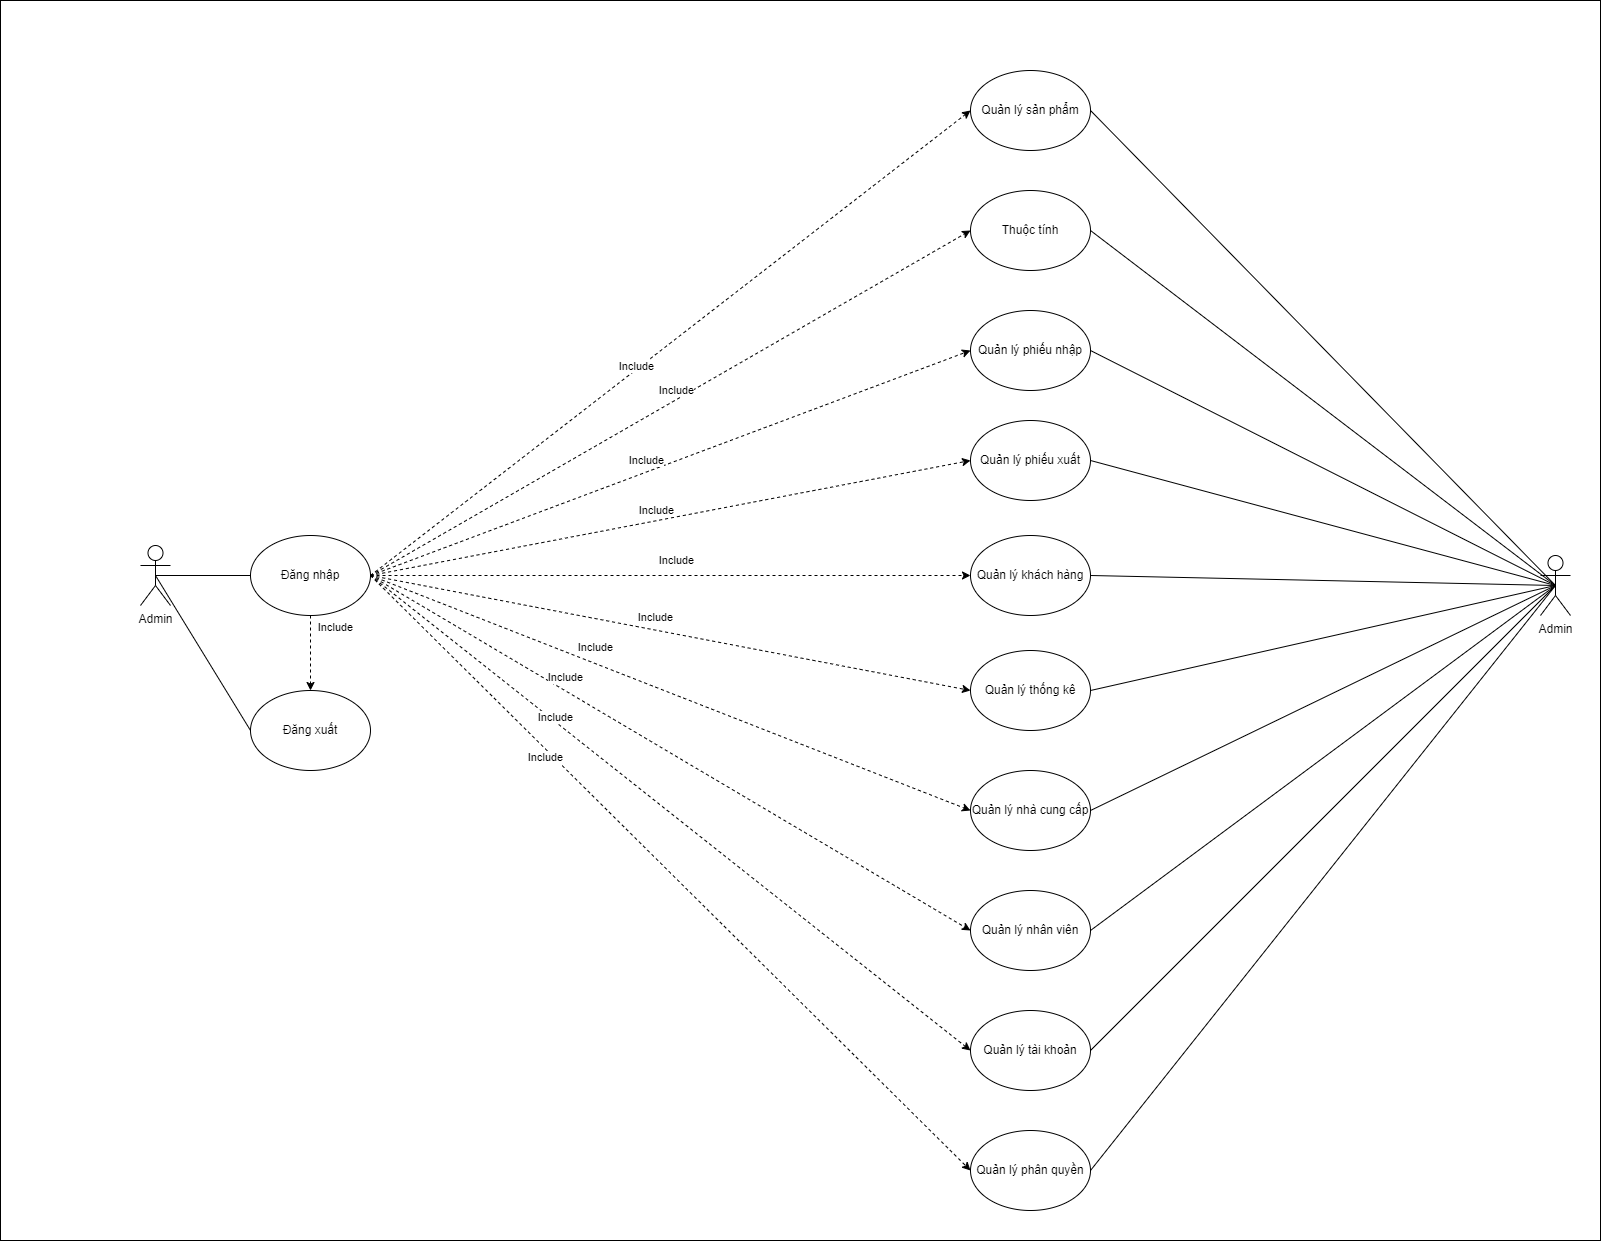 Quản lý sản phẩm
Thuộc tính
Quản lý phiếu nhập
Include
Include
Quản lý phiếu xuất
Include
Include
Include
Đăng nhập
Quản lý khách hàng
Admin
Admin
Include
Include
Include
Include
Quản lý thống kê
Include
Đăng xuất
Include
Quản lý nhà cung cấp
Quản lý nhân viên
Quản lý tài khoản
Quản lý phân quyền